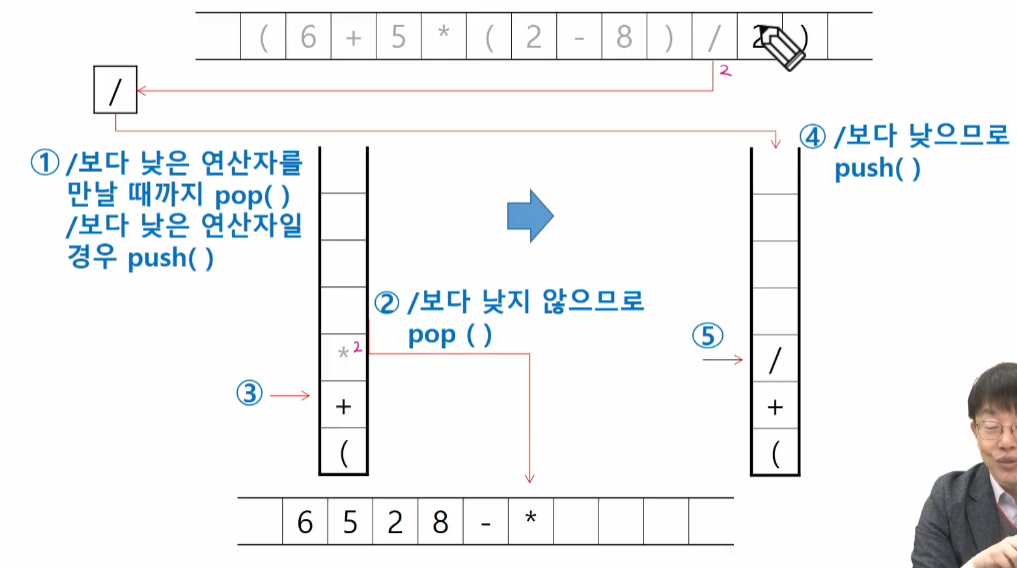 ( 6 + 5 * ( 2 - 8 ) / 2 )
2
/
① /보다 낮은 연산자를
만날 때까지 pop( )
/보다 낮은 연산자일
경우 push( )
④ /보다 낮으므로
push( )
② /보다 낮지 않으므로
pop ( )
* 2
③
+
(
⑤
/
+
(
6 5 2 8 - *